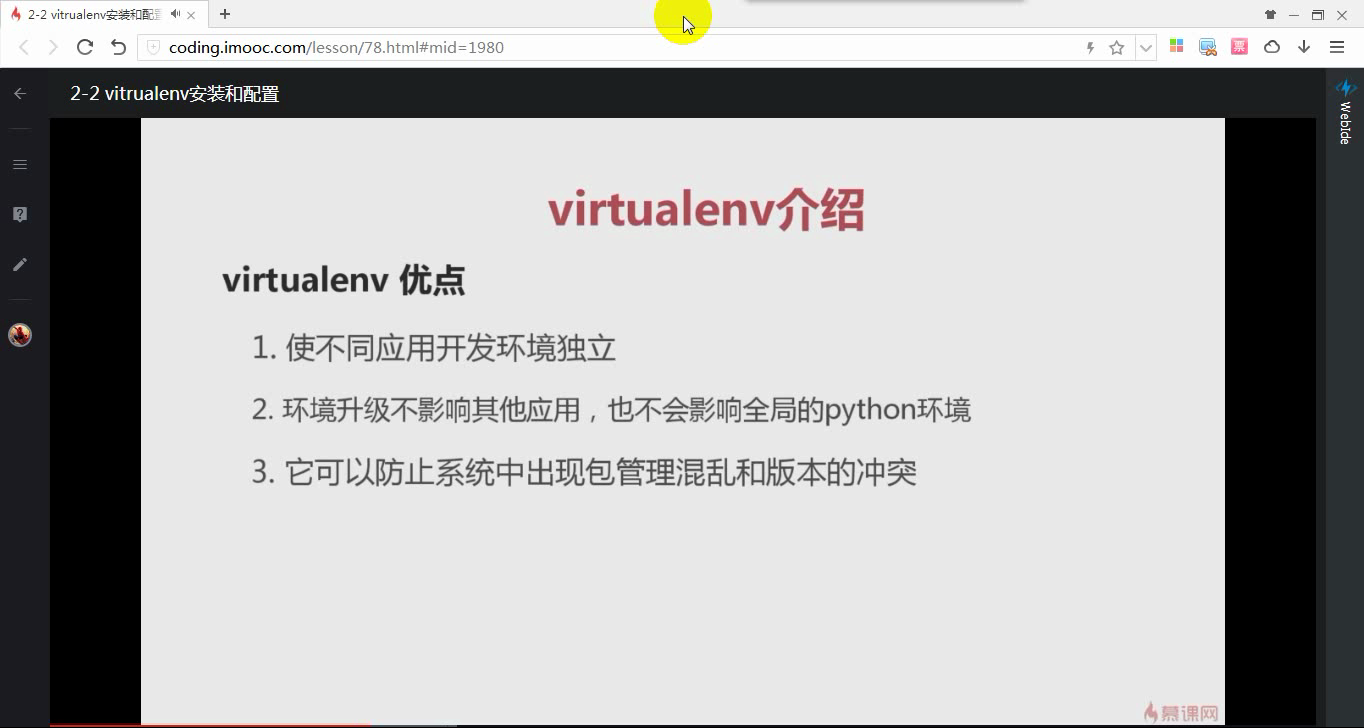 2-2 vitrualenv安装和配置
coding.imooc.com/lesson/78.html#mid=1980
票
2-2 vitrualenv安装和配置
WebIde
virtualenv介绍
virtualenv 优点
1. 使不同应用开发环境独立
2. 环境升级不影响其他应用，也不会影响全局的python环境
3. 它可以防止系统中出现包管理混乱和版本的冲突
慕课网